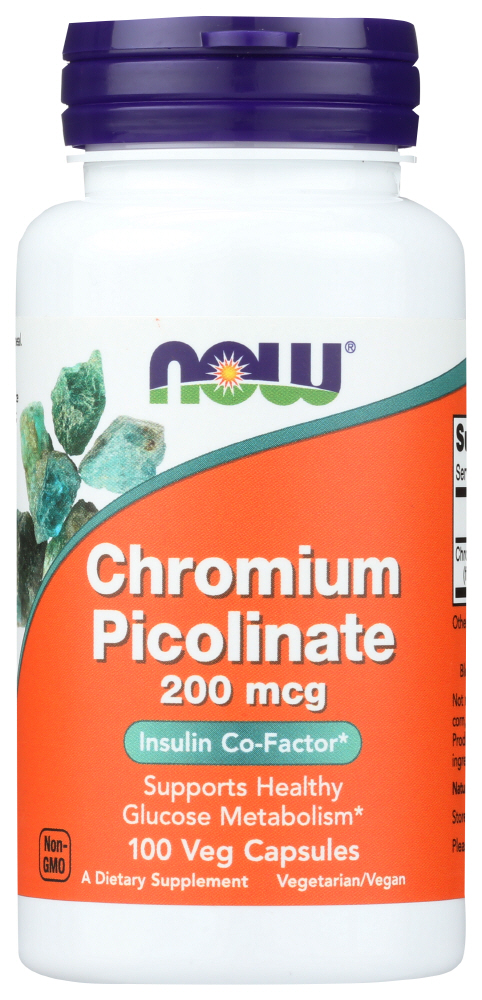 NOW®
Chromium
Picolinate
200 mcg
Insulin Co-Factor*
Supports Healthy
Glucose Metabolism*
100 Veg Capsules
Non-
GMO
A Dietary Supplement Vegetarian/Vegan